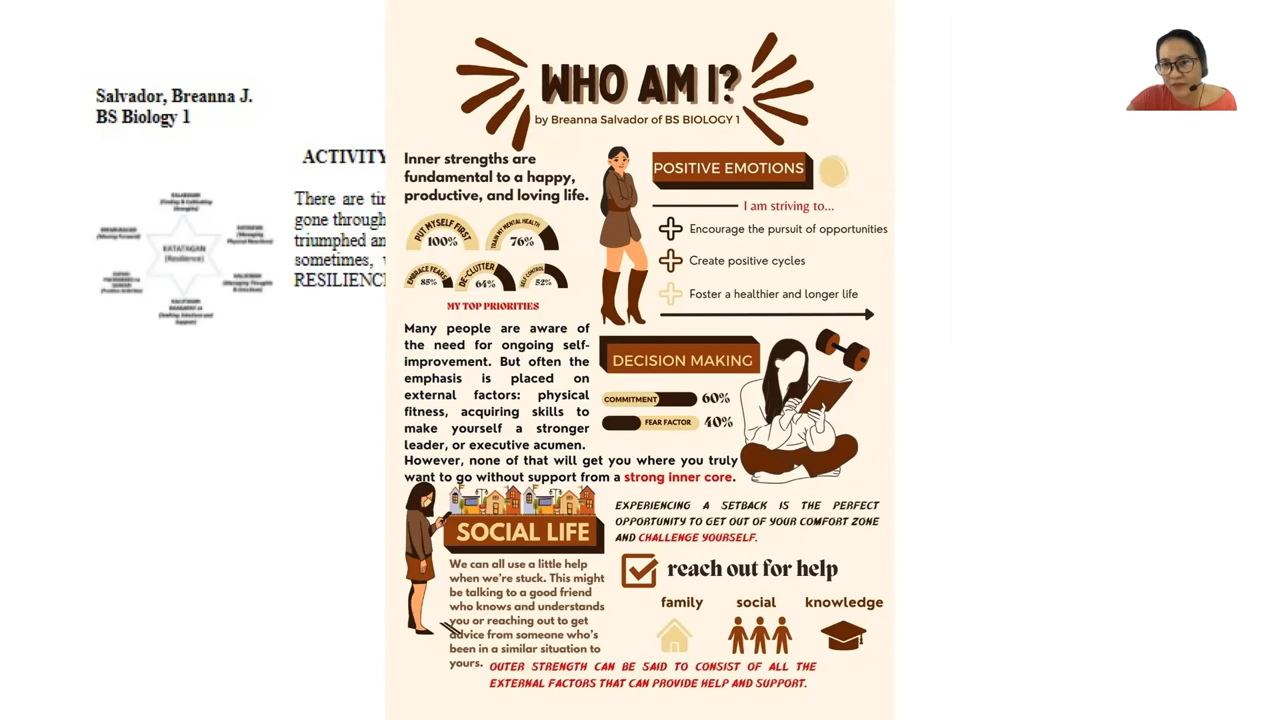 Salvador, Breanna J.
BS Biology 1
ACTIVITY
There are
gone through
triumphed
sometimes,
RESILIENCE
KATATAGAN
(Resilience)
WHO AM I?
by Breanna Salvador of BS BIOLOGY 1
Inner strengths are
fundamental to a happy,
productive, and loving life.
PUT MYSELF FIRST
100%
TRAIN MY MENTAL HEALTH
76%
EMBRACE FEARS
85%
DE-CLUTTER
64%
SELF CONTROL
52%
MY TOP PRIORITIES
Many people are aware of
the need for ongoing self-
improvement. But often the
emphasis is placed on
external factors: physical
fitness, acquiring skills to
make yourself a stronger
leader, or executive acumen.
However, none of that will get you where you truly
want to go without support from a strong inner core.
POSITIVE EMOTIONS
I am striving to...
Encourage the pursuit of opportunities
Create positive cycles
Foster a healthier and longer life
DECISION MAKING
COMMITMENT 60%
FEAR FACTOR 40%
SOCIAL LIFE
We can all use a little help
when we're stuck. This might
be talking to a good friend
who knows and understands
you or reaching out to get
advice from someone who's
been in a similar situation to
yours.
EXPERIENCING A SETBACK IS THE PERFECT
OPPORTUNITY TO GET OUT OF YOUR COMFORT ZONE
AND CHALLENGE YOURSELF.
reach out for help
family social knowledge
OUTER STRENGTH CAN BE SAID TO CONSIST OF ALL THE
EXTERNAL FACTORS THAT CAN PROVIDE HELP AND SUPPORT.